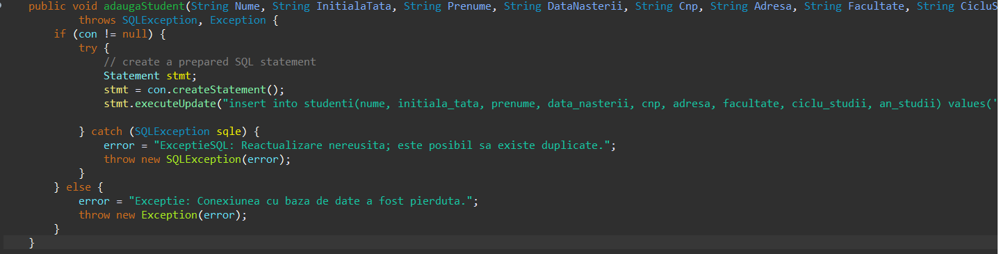 public void adaugaStudent(String Nume, String InitialaTata, String Prenume, String DataNasterii, String Cnp, String Adresa, String Facultate, String CicluS
throws SQLException, Exception {
if (con != null) {
try {
// create a prepared SQL statement
Statement stmt;
stmt = con.createStatement();
stmt.executeUpdate("insert into studenti(nume, initiala_tata, prenume, data_nasterii, cnp, adresa, facultate, ciclu_studii, an_studii) values('
} catch (SQLException sqle) {
error = "ExceptieSQL: Reactualizare nereusita; este posibil sa existe duplicate.";
throw new SQLException(error);
}
} else {
error = "Exceptie: Conexiunea cu baza de date a fost pierduta.";
throw new Exception(error);
}
}